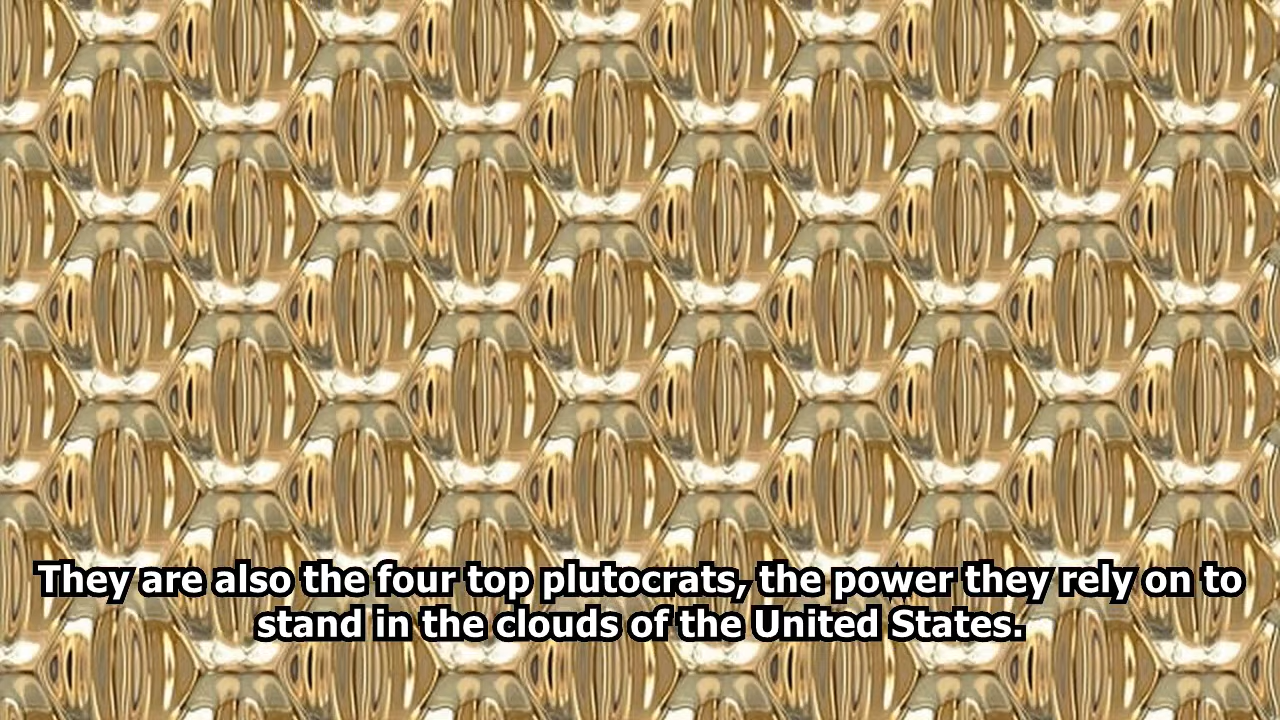 They are also the four top plutocrats, the power they rely on to
stand in the clouds of the United States.